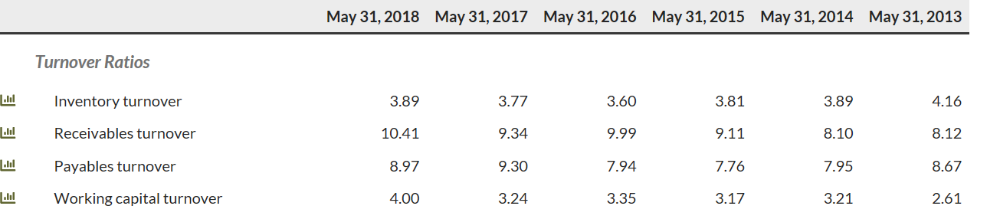 May 31, 2018 May 31, 2017 May 31, 2016 May 31, 2015 May 31, 2014 May 31, 2013
Turnover Ratios
Inventory turnover 3.89 3.77 3.60 3.81 3.89 4.16
Receivables turnover 10.41 9.34 9.99 9.11 8.10 8.12
Payables turnover 8.97 9.30 7.94 7.76 7.95 8.67
Working capital turnover 4.00 3.24 3.35 3.17 3.21 2.61